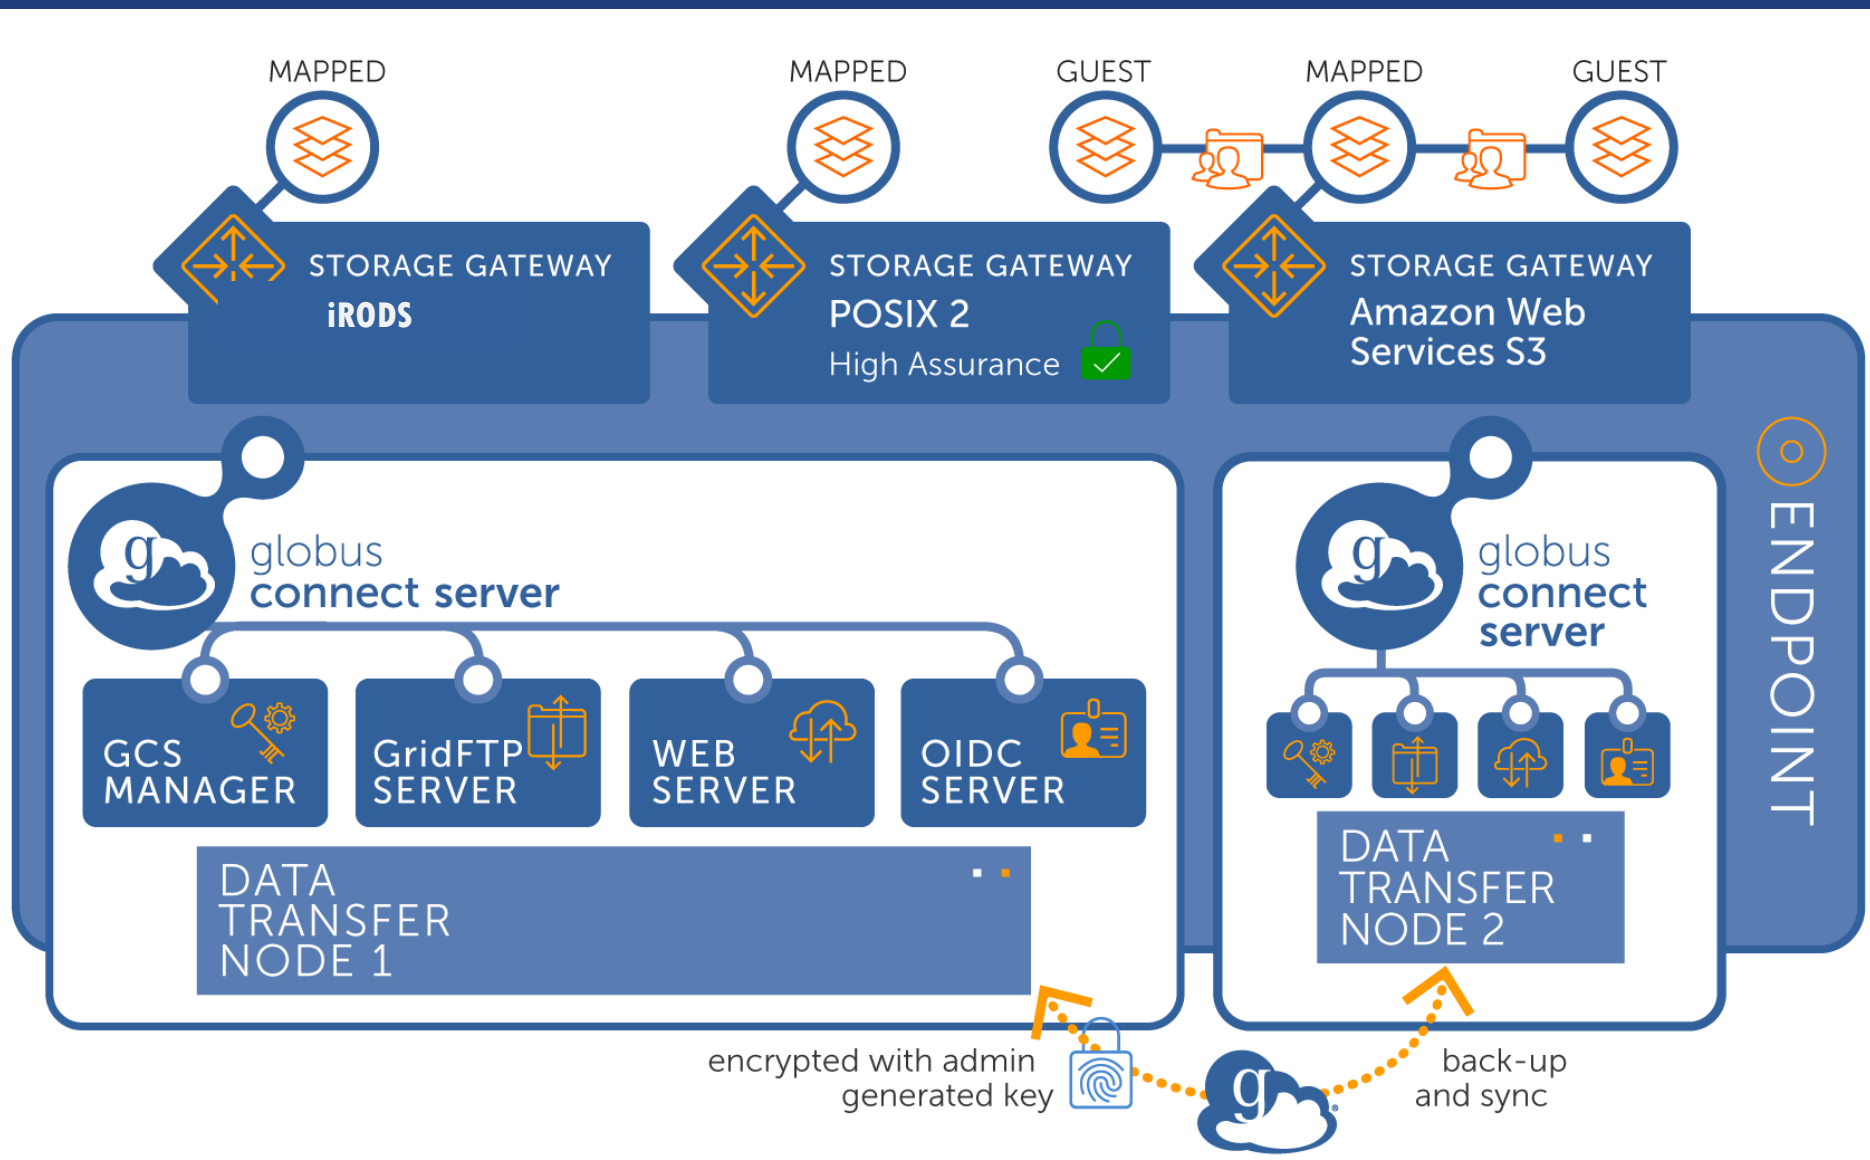 MAPPED
MAPPED
GUEST
MAPPED
GUEST
STORAGE GATEWAY
iRODS
STORAGE GATEWAY
POSIX 2
High Assurance
STORAGE GATEWAY
Amazon Web
Services S3
ENDPOINT
g
globus
connect server
GCS
MANAGER
GridFTP
SERVER
WEB
SERVER
OIDC
SERVER
DATA
TRANSFER
NODE 1
g
globus
connect
server
DATA
TRANSFER
NODE 2
encrypted with admin
generated key
g
back-up
and sync